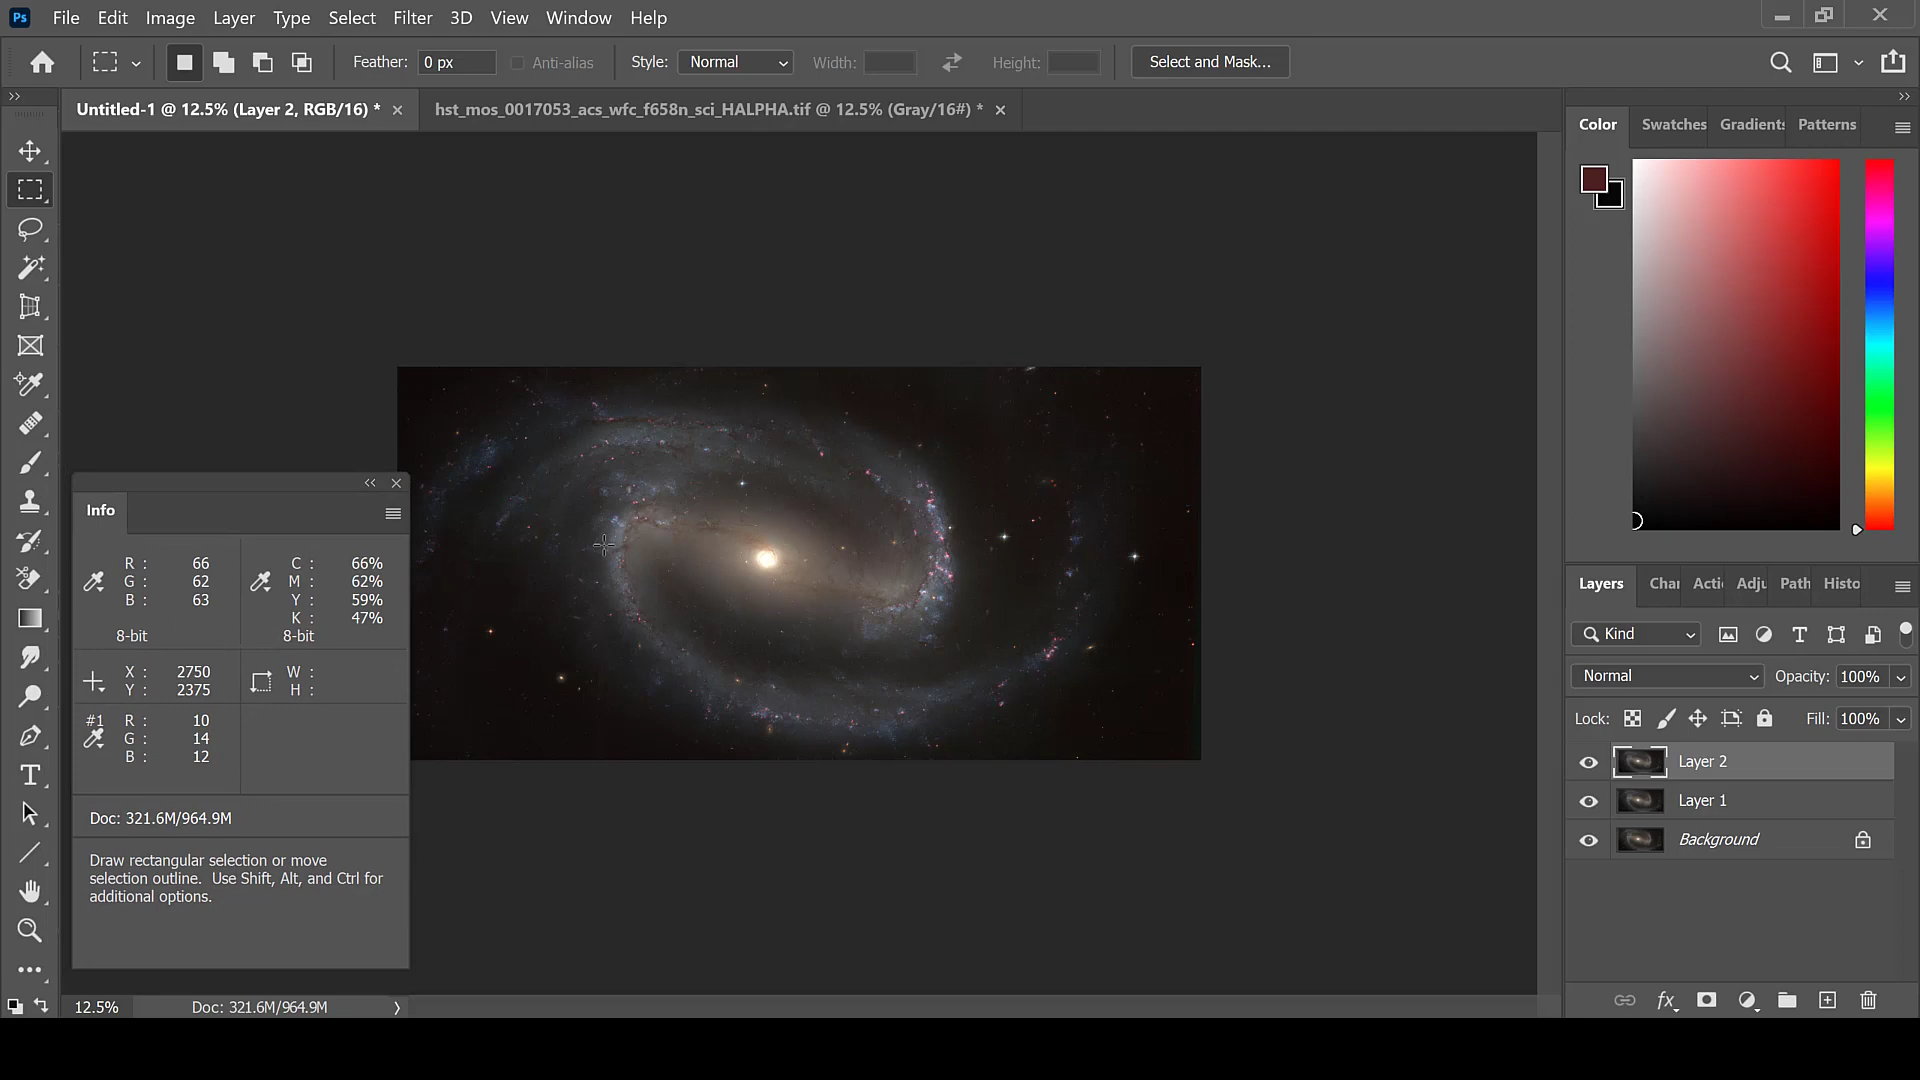 Ps File Edit Image Layer Type Select Filter 3D View Window Help
Feather: 0 px Anti-alias Style: Normal Width: Height: Select and Mask...
Untitled-1 @ 12.5% (Layer 2, RGB/16) * hst_mos_0017053_acs_wfc_f658n_sci_HALPHA.tif @ 12.5% (Gray/16#) *
Color Swatches Gradients Patterns
Info
R : 66 C : 66%
G : 62 M : 62%
B : 63 Y : 59%
K : 47%
8-bit 8-bit
X : 2750 W :
Y : 2375 H :
#1 R : 10
G : 14
B : 12
Doc: 321.6M/964.9M
Draw rectangular selection or move
selection outline. Use Shift, Alt, and Ctrl for
additional options.
12.5% Doc: 321.6M/964.9M
Layers Char Acti Adju Path Histo
Kind
Normal Opacity: 100%
Lock: Fill: 100%
Layer 2
Layer 1
Background
fx